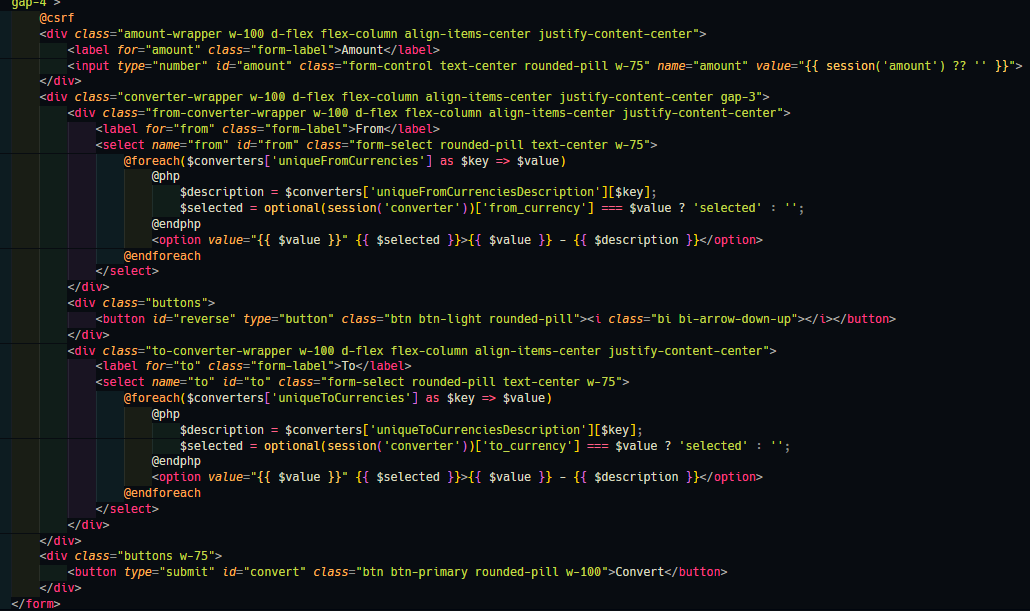 gap-4">
@csrf
<div class="amount-wrapper w-100 d-flex flex-column align-items-center justify-content-center">
<label for="amount" class="form-label">Amount</label>
<input type="number" id="amount" class="form-control text-center rounded-pill w-75" name="amount" value="{{ session('amount') ?? '' }}">
</div>
<div class="converter-wrapper w-100 d-flex flex-column align-items-center justify-content-center gap-3">
<div class="from-converter-wrapper w-100 d-flex flex-column align-items-center justify-content-center">
<label for="from" class="form-label">From</label>
<select name="from" id="from" class="form-select rounded-pill text-center w-75">
@foreach($converters['uniqueFromCurrencies'] as $key => $value)
@php
$description = $converters['uniqueFromCurrenciesDescription'][$key];
$selected = optional(session('converter'))['from_currency'] === $value ? 'selected' : '';
@endphp
<option value="{{ $value }}" {{ $selected }}>{{ $value }} - {{ $description }}</option>
@endforeach
</select>
</div>
<div class="buttons">
<button id="reverse" type="button" class="btn btn-light rounded-pill"><i class="bi bi-arrow-down-up"></i></button>
</div>
<div class="to-converter-wrapper w-100 d-flex flex-column align-items-center justify-content-center">
<label for="to" class="form-label">To</label>
<select name="to" id="to" class="form-select rounded-pill text-center w-75">
@foreach($converters['uniqueToCurrencies'] as $key => $value)
@php
$description = $converters['uniqueToCurrenciesDescription'][$key];
$selected = optional(session('converter'))['to_currency'] === $value ? 'selected' : '';
@endphp
<option value="{{ $value }}" {{ $selected }}>{{ $value }} - {{ $description }}</option>
@endforeach
</select>
</div>
</div>
<div class="buttons w-75">
<button type="submit" id="convert" class="btn btn-primary rounded-pill w-100">Convert</button>
</div>
</form>